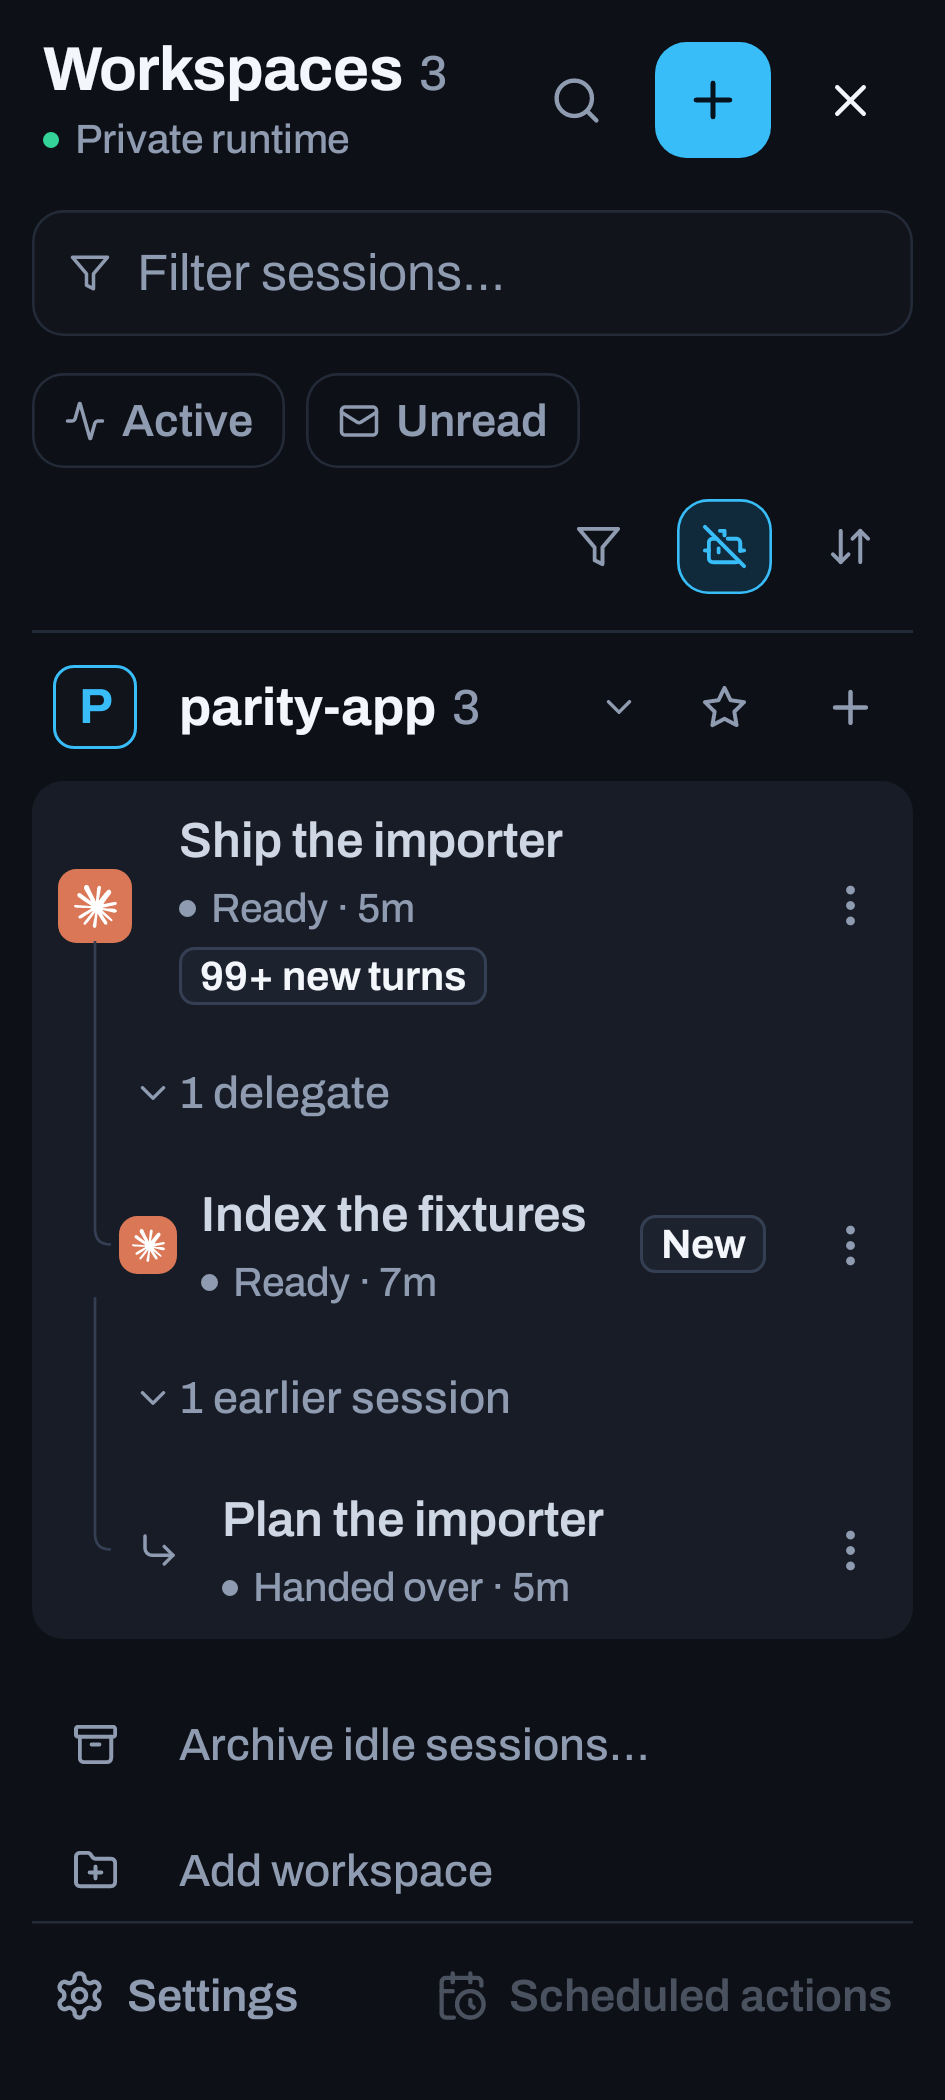 Workspaces 3
Private runtime
Filter sessions...
Active
Unread
P
parity-app 3
Ship the importer
Ready · 5m
99+ new turns
1 delegate
Index the fixtures
New
Ready · 7m
1 earlier session
Plan the importer
Handed over · 5m
Archive idle sessions...
Add workspace
Settings
Scheduled actions